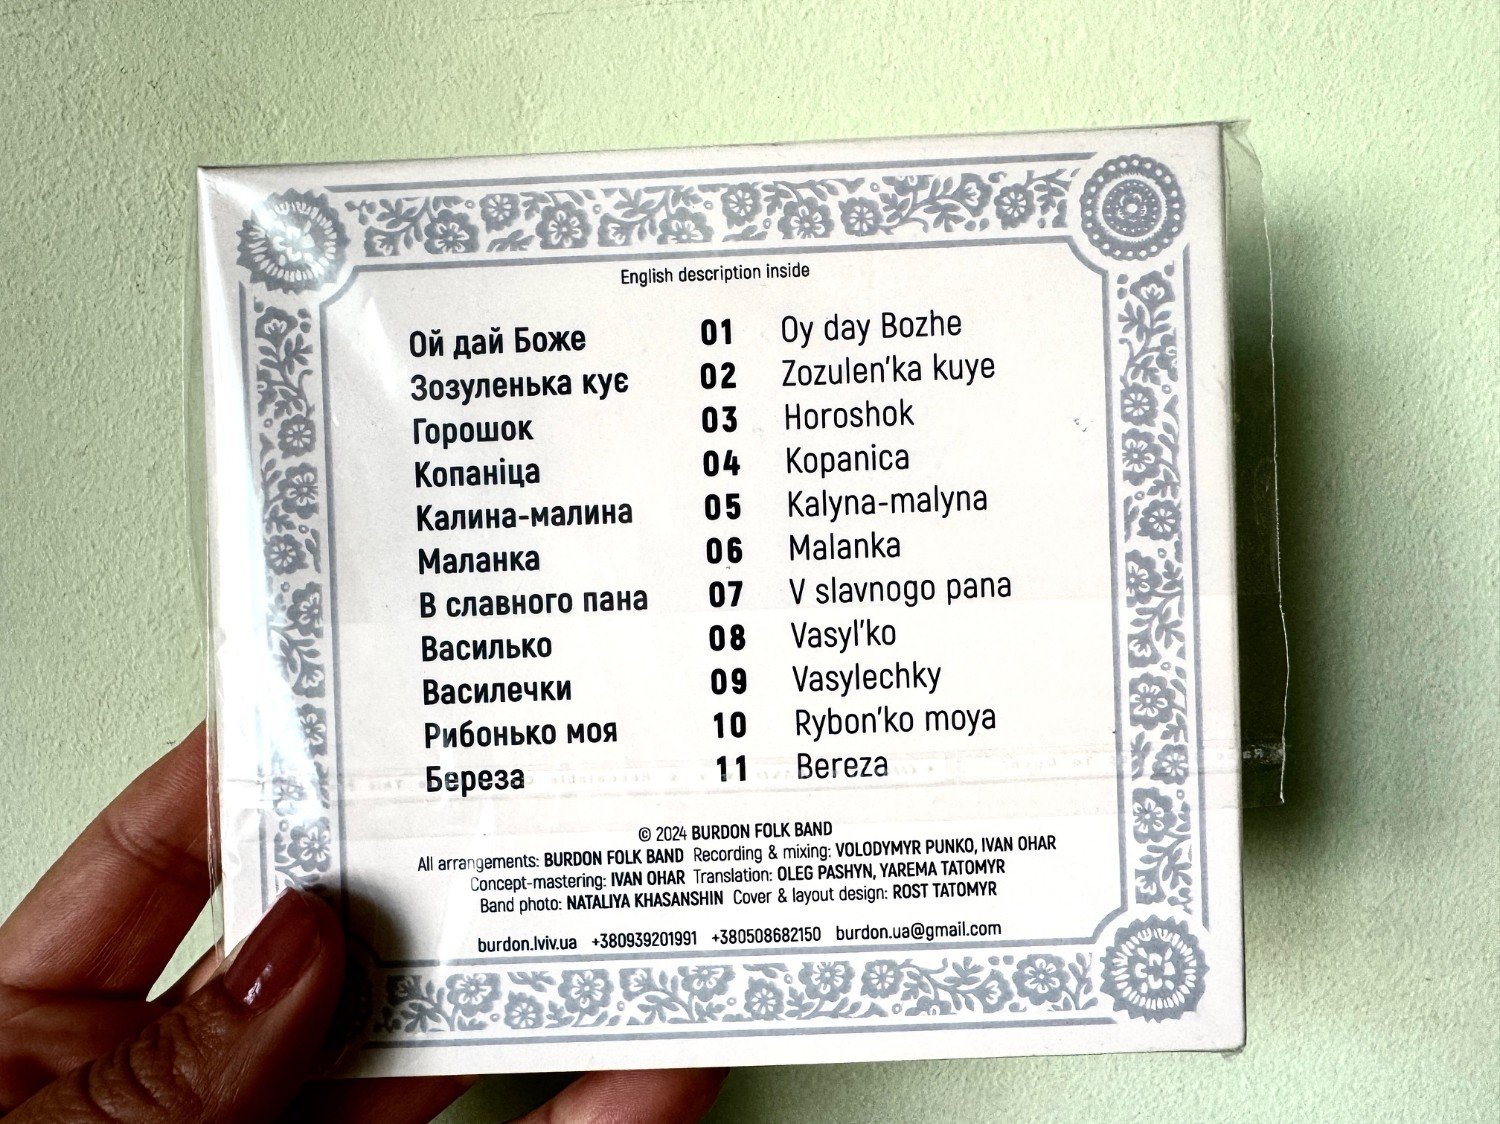 English description inside
Ой дай Боже 01 Oy day Bozhe
Зозуленька кує 02 Zozulen'ka kuye
Горошок 03 Horoshok
Копаніца 04 Kopanica
Калина-малина 05 Kalyna-malyna
Маланка 06 Malanka
В славного пана 07 V slavnogo pana
Василько 08 Vasyl'ko
Василечки 09 Vasylechky
Рибонько моя 10 Rybon'ko moya
Береза 11 Bereza
© 2024 BURDON FOLK BAND
All arrangements: BURDON FOLK BAND Recording & mixing: VOLODYMYR PUNKO, IVAN OHAR
Concept-mastering: IVAN OHAR Translation: OLEG PASHYN, YAREMA TATOMYR
Band photo: NATALIYA KHASANSHIN Cover & layout design: ROST TATOMYR
burdon.lviv.ua +380939201991 +380508682150 burdon.ua@gmail.com